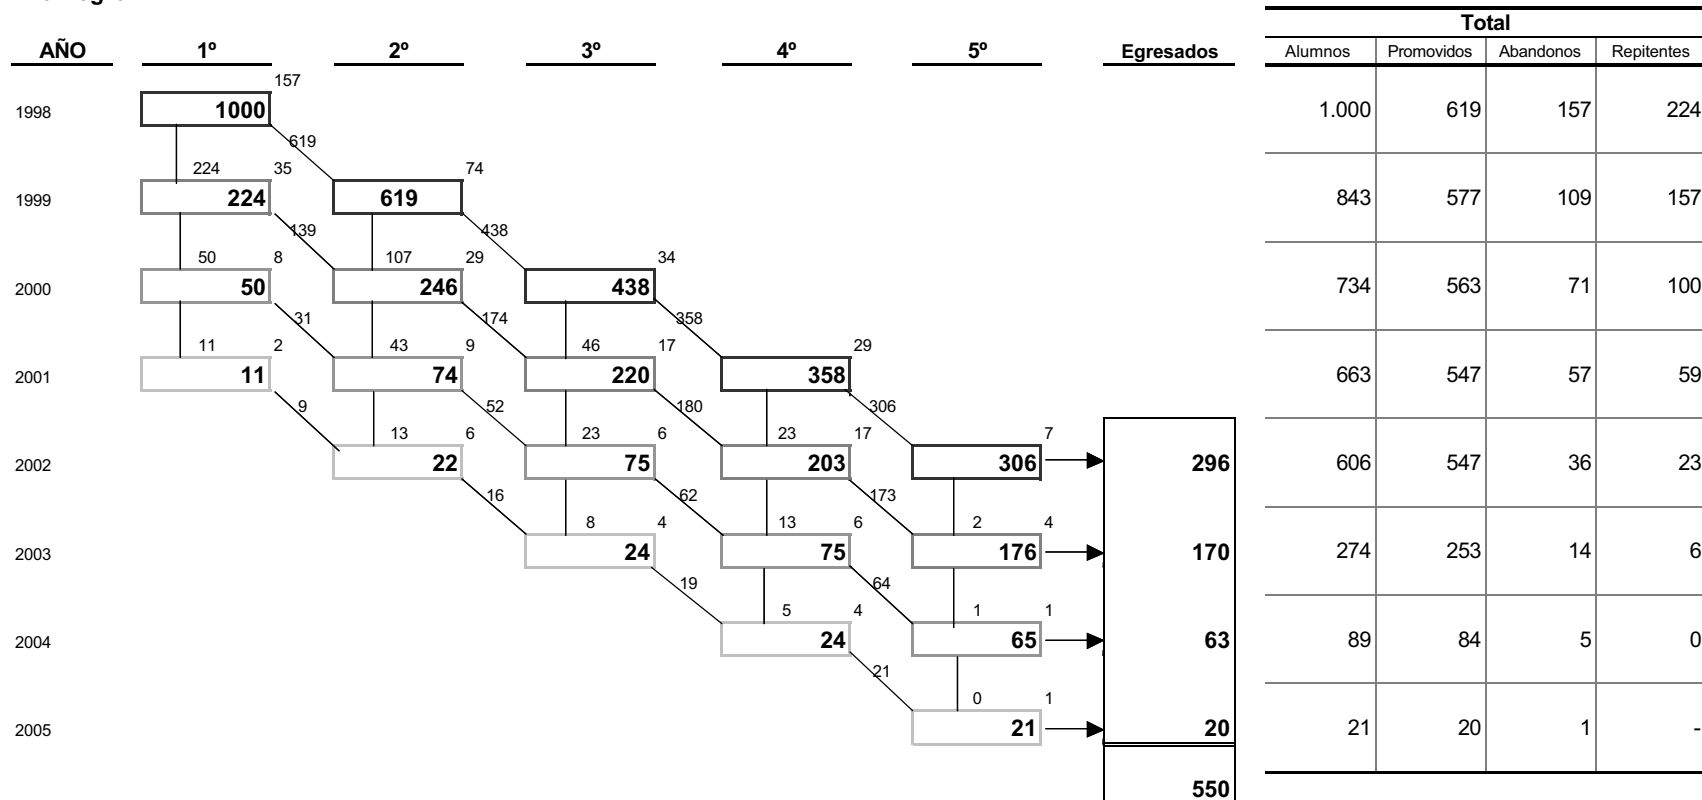 Total
AÑO 1º 2º 3º 4º 5º Egresados Alumnos Promovidos Abandonos Repitentes
157
1998 1000 1.000 619 157 224
619
224 35 74
1999 224 619 843 577 109 157
139 438
50 8 107 29 34
2000 50 246 438 734 563 71 100
31 174 358
11 2 43 9 46 17 29
2001 11 74 220 358 663 547 57 59
9 52 180 306
13 6 23 6 23 17 7
2002 22 75 203 306 296 606 547 36 23
16 62 173
8 4 13 6 2 4
2003 24 75 176 170 274 253 14 6
19 64
5 4 1 1
2004 24 65 63 89 84 5 0
21
0 1
2005 21 20 21 20 1 -
550